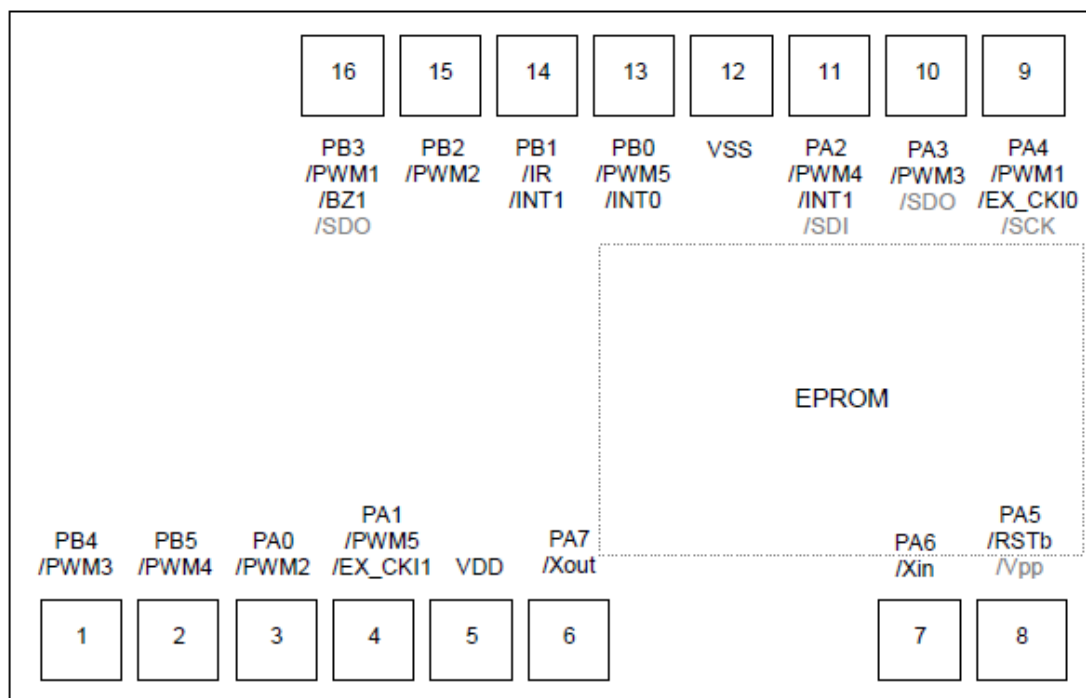 16 15 14 13 12 11 10 9
PB3
/PWM1
/BZ1
/SDO
PB2
/PWM2
PB1
/IR
/INT1
PB0
/PWM5
/INT0
VSS
PA2
/PWM4
/INT1
/SDI
PA3
/PWM3
/SDO
PA4
/PWM1
/EX_CKI0
/SCK
EPROM
PB4
/PWM3
PB5
/PWM4
PA0
/PWM2
PA1
/PWM5
/EX_CKI1
VDD
PA7
/Xout
PA6
/Xin
PA5
/RSTb
/Vpp
1 2 3 4 5 6 7 8